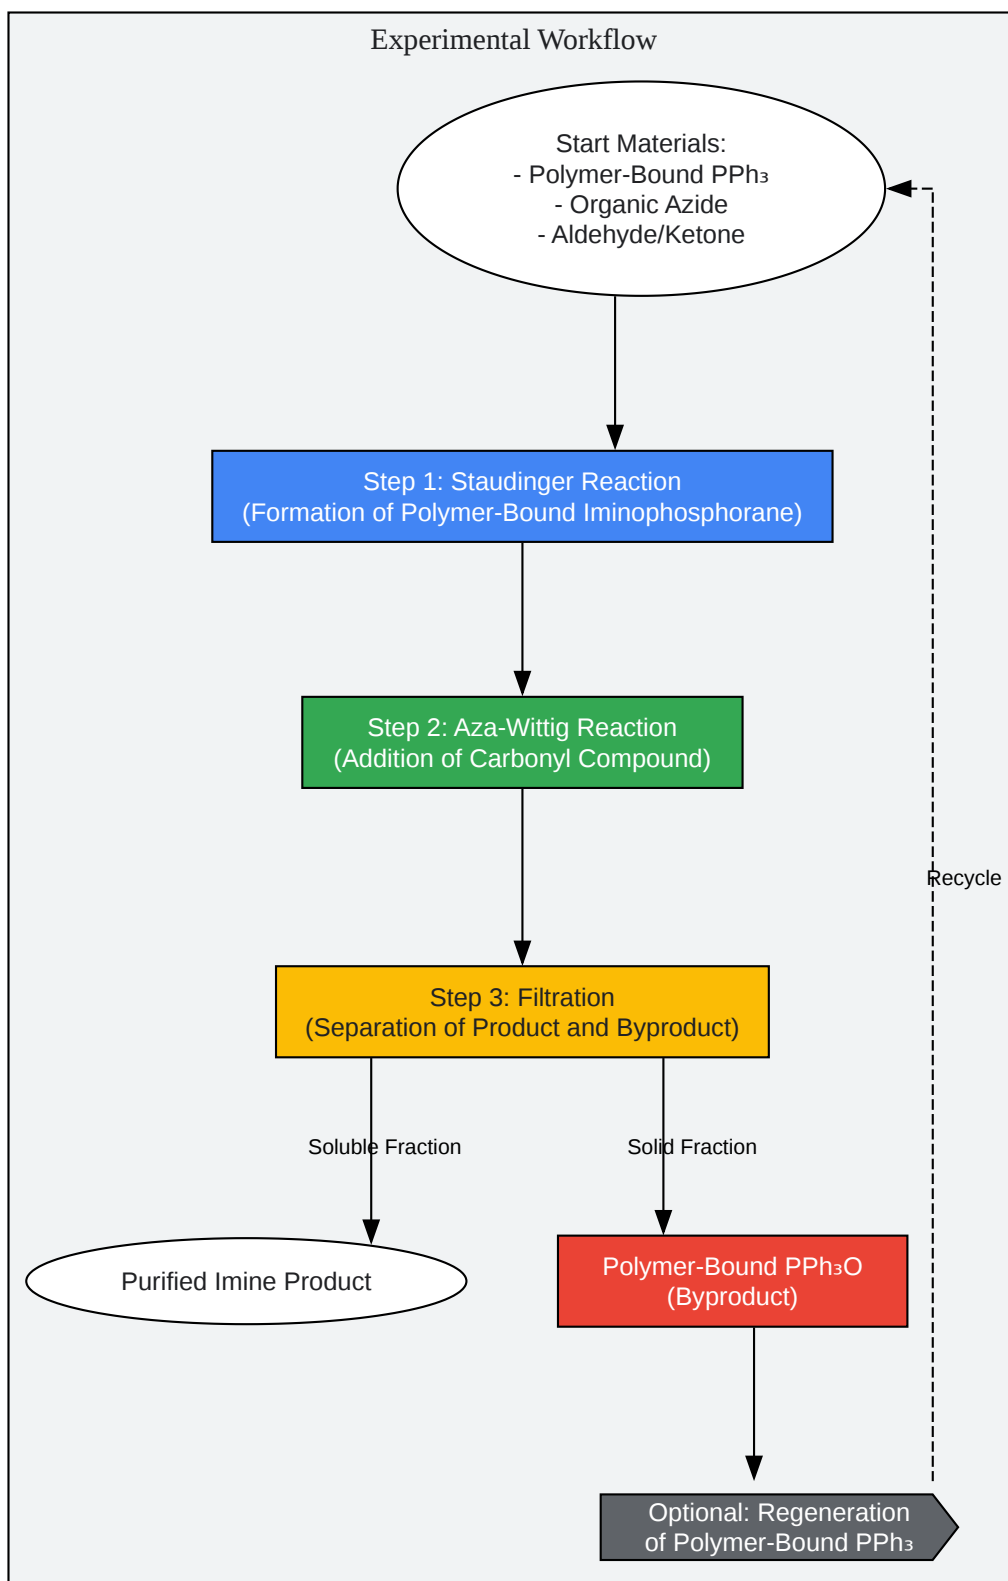 Experimental Workflow
Start Materials:
- Polymer-Bound PPh₃
- Organic Azide
- Aldehyde/Ketone
Step 1: Staudinger Reaction
(Formation of Polymer-Bound Iminophosphorane)
Step 2: Aza-Wittig Reaction
(Addition of Carbonyl Compound)
Recycle
Step 3: Filtration
(Separation of Product and Byproduct)
Soluble Fraction
Solid Fraction
Purified Imine Product
Polymer-Bound PPh₃O
(Byproduct)
Optional: Regeneration
of Polymer-Bound PPh₃